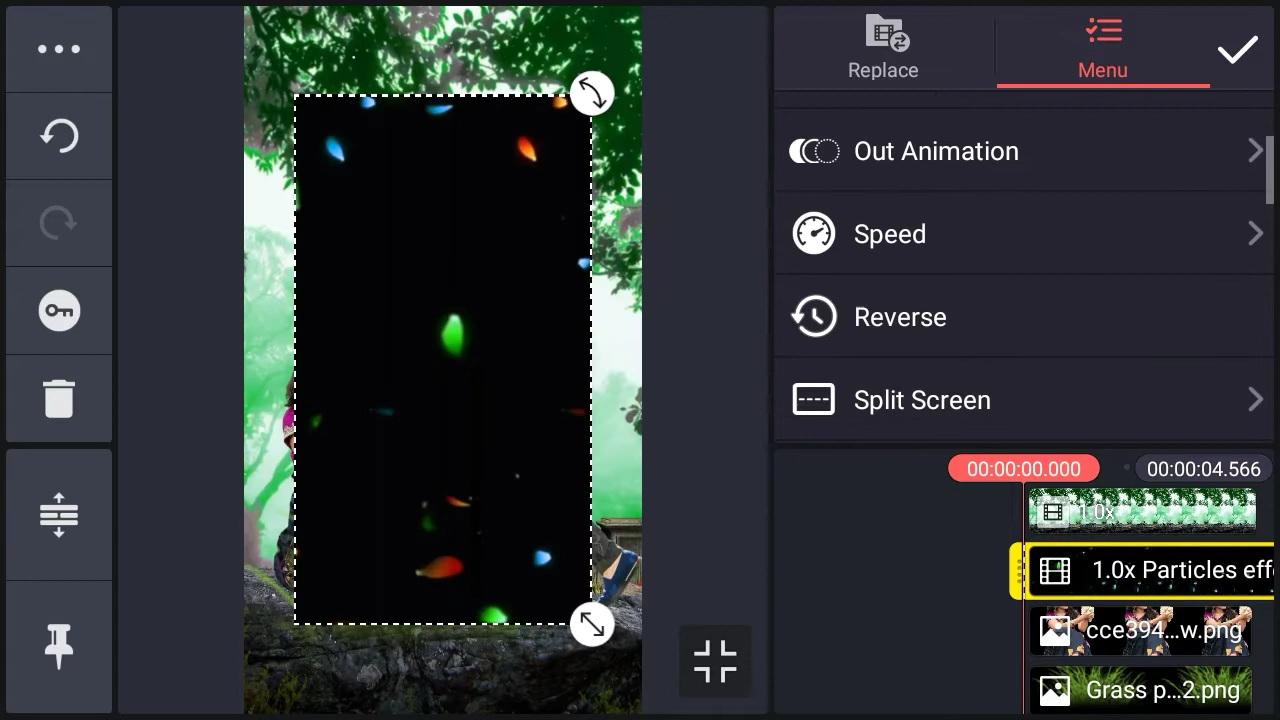 Replace
Menu
Out Animation
Speed
Reverse
Split Screen
00:00:00.000
00:00:04.566
1.0x
1.0x Particles eff
cce394...w.png
Grass p...2.png